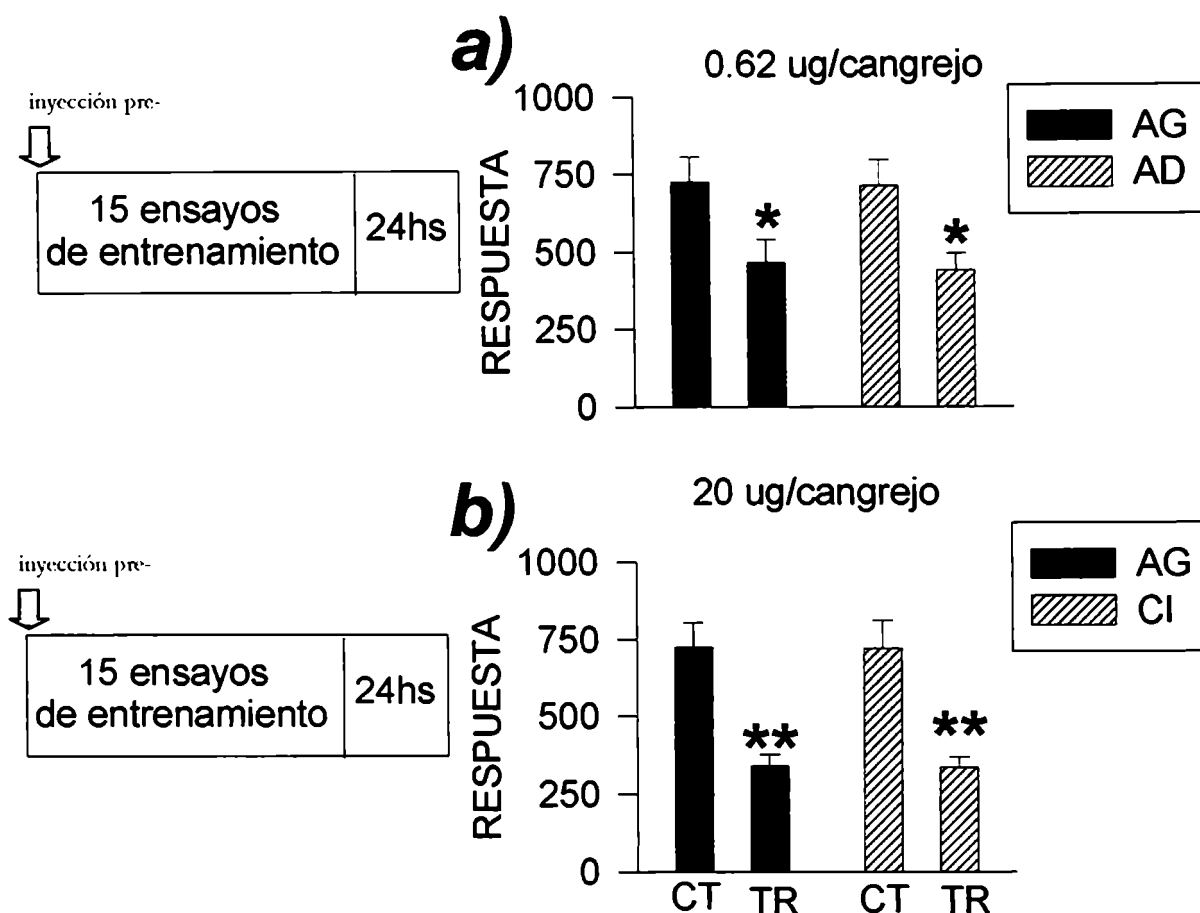 a)
0.62 ug/cangrejo
inyección pre-
15 ensayos
de entrenamiento
24hs
RESPUESTA
1000
750
500
250
0
*
*
AG
AD
b)
20 ug/cangrejo
inyección pre-
15 ensayos
de entrenamiento
24hs
RESPUESTA
1000
750
500
250
0
**
**
CT TR CT TR
AG
CI